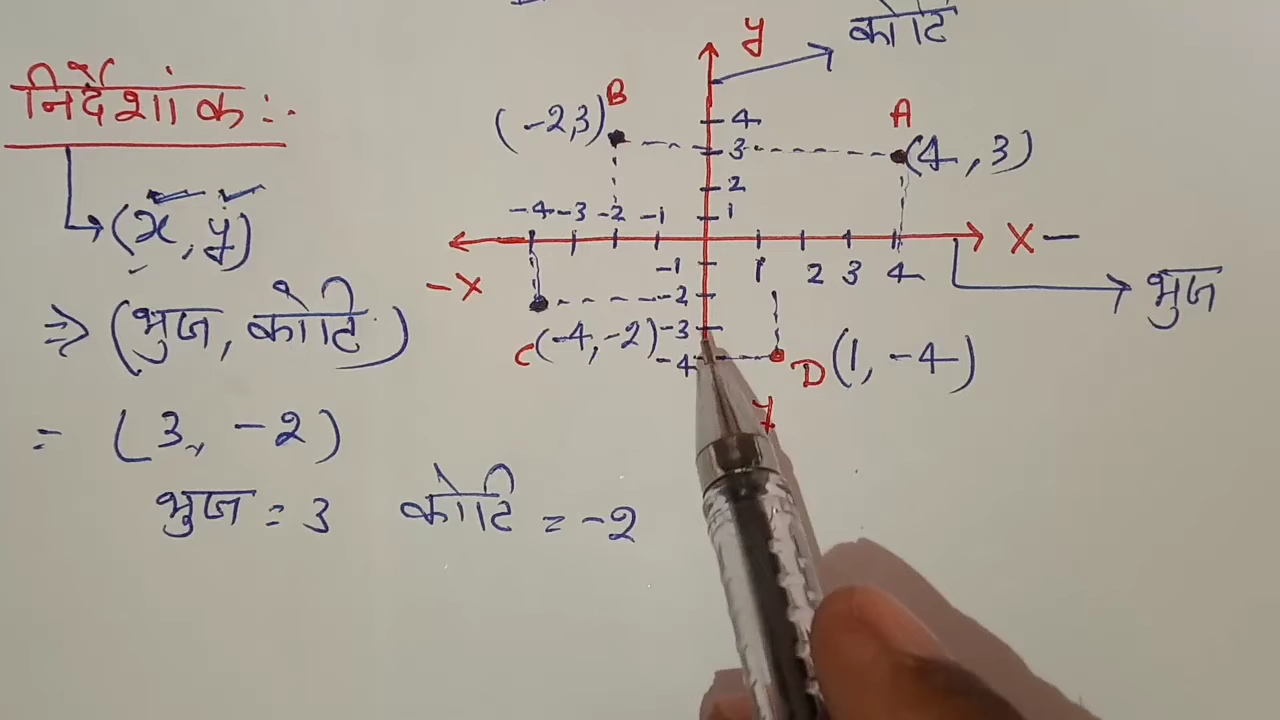 निर्देशांक :-
(x, y)
⇒ (भुज, कोटि)
= (3, -2)
भुज = 3 कोटि = -2
y कोटि
B A
(-2,3) (4, 3)
4
3
2
1
-4 -3 -2 -1
X
-X
-1 1 2 3 4 भुज
-2
-3
-4
C (-4, -2)
D (1, -4)